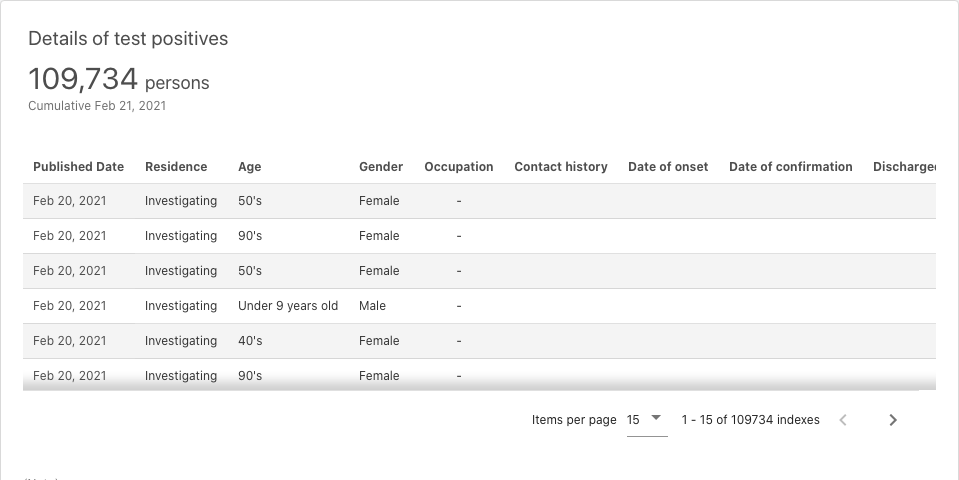 Details of test positives
109,734 persons
Cumulative Feb 21, 2021
Published Date Residence Age Gender Occupation Contact history Date of onset Date of confirmation Discharged
Feb 20, 2021 Investigating 50's Female -
Feb 20, 2021 Investigating 90's Female -
Feb 20, 2021 Investigating 50's Female -
Feb 20, 2021 Investigating Under 9 years old Male -
Feb 20, 2021 Investigating 40's Female -
Feb 20, 2021 Investigating 90's Female -
Items per page 15 1 - 15 of 109734 indexes